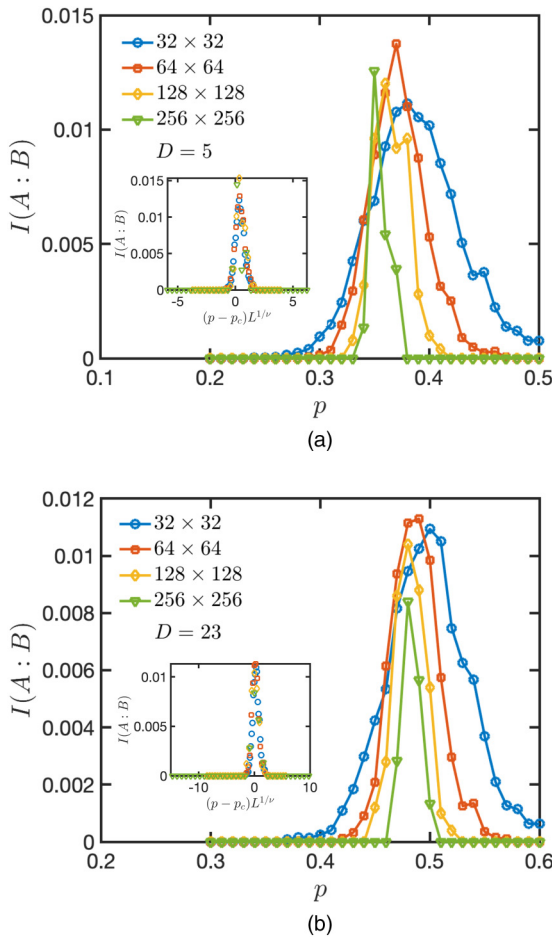 0.015
0.01
0.005
0
I(A : B)
32 × 32
64 × 64
128 × 128
256 × 256
D = 5
0.015
0.01
0.005
0
I(A : B)
-5 0 5
(p − p_c)L^{1/ν}
0.1 0.2 0.3 0.4 0.5
p
(a)
0.012
0.01
0.008
0.006
0.004
0.002
0
I(A : B)
32 × 32
64 × 64
128 × 128
256 × 256
D = 23
0.01
0.005
0
I(A : B)
-10 0 10
(p − p_c)L^{1/ν}
0.2 0.3 0.4 0.5 0.6
p
(b)